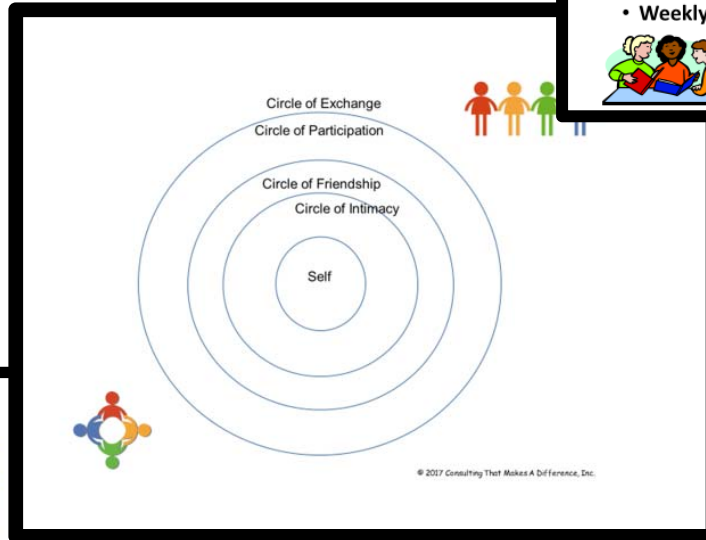 • Weekly
Circle of Exchange
Circle of Participation
Circle of Friendship
Circle of Intimacy
Self
© 2017 Consulting That Makes A Difference, Inc.